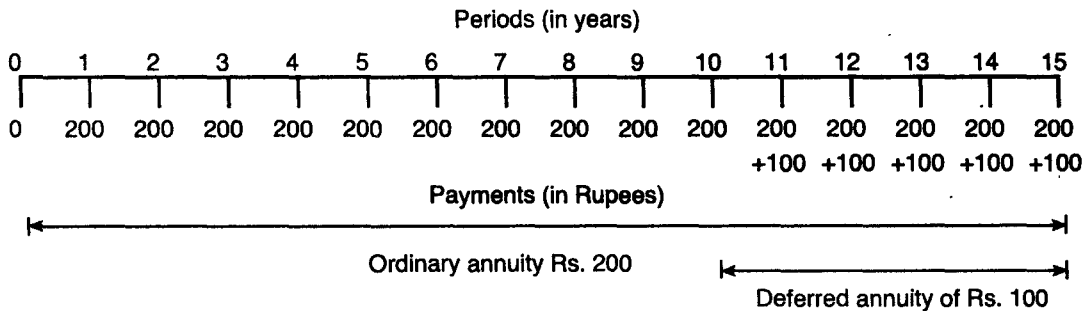 Periods (in years)
0 1 2 3 4 5 6 7 8 9 10 11 12 13 14 15
0 200 200 200 200 200 200 200 200 200 200 200 200 200 200 200
+100 +100 +100 +100 +100
Payments (in Rupees)
Ordinary annuity Rs. 200
Deferred annuity of Rs. 100